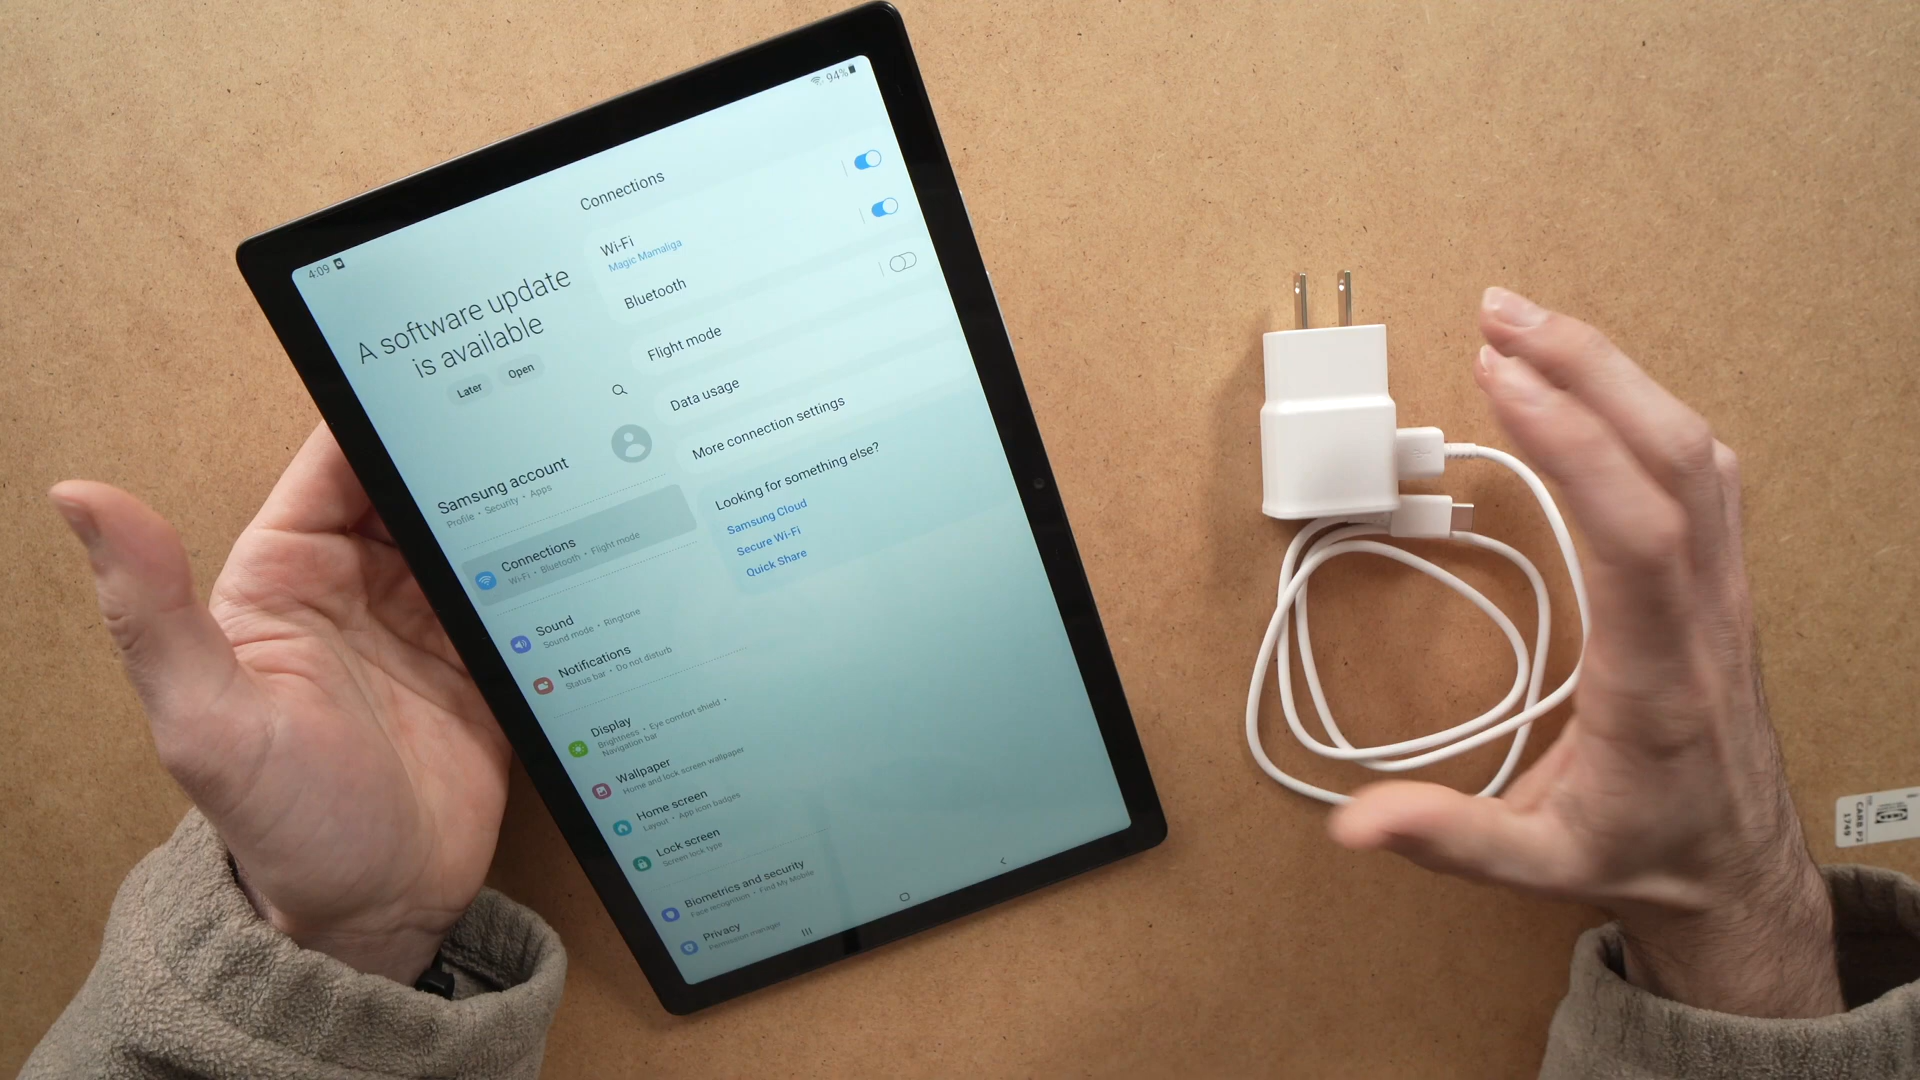 4:09
94%
A software update
is available
Later
Open
Samsung account
Profile • Security • Apps
Connections
Wi-Fi • Bluetooth • Flight mode
Sound
Sound mode • Ringtone
Notifications
Status bar • Do not disturb
Display
Brightness • Eye comfort shield •
Navigation bar
Wallpaper
Home and lock screen wallpaper
Home screen
Layout • App icon badges
Lock screen
Screen lock type
Biometrics and security
Face recognition • Find My Mobile
Privacy
Permission manager
Connections
Wi-Fi
Magic Mamaliga
Bluetooth
Flight mode
Data usage
More connection settings
Looking for something else?
Samsung Cloud
Secure Wi-Fi
Quick Share
CARB P2
1749